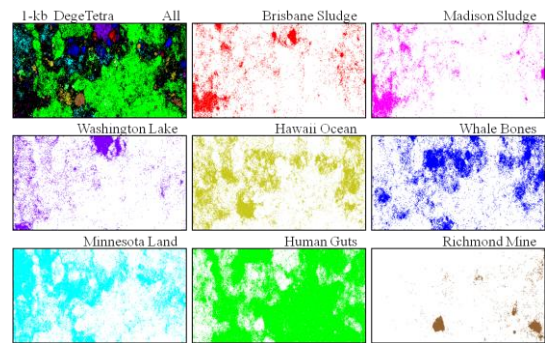 1-kb DegeTetra All
Brisbane Sludge
Madison Sludge
Washington Lake
Hawaii Ocean
Whale Bones
Minnesota Land
Human Guts
Richmond Mine